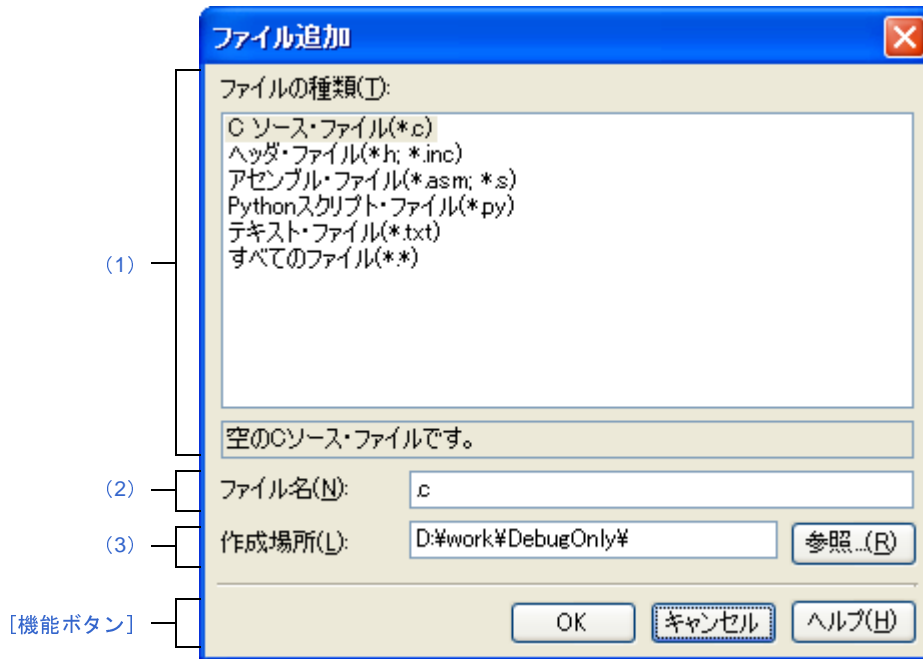 ファイル追加
ファイルの種類(T):
C ソース・ファイル(*.c)
ヘッダ・ファイル(*.h; *.inc)
アセンブル・ファイル(*.asm; *.s)
Pythonスクリプト・ファイル(*.py)
テキスト・ファイル(*.txt)
すべてのファイル(*.*)
(1)
空のCソース・ファイルです。
(2)
ファイル名(N):
.c
(3)
作成場所(L):
D:¥work¥DebugOnly¥
参照...(R)
[機能ボタン]
OK
キャンセル
ヘルプ(H)